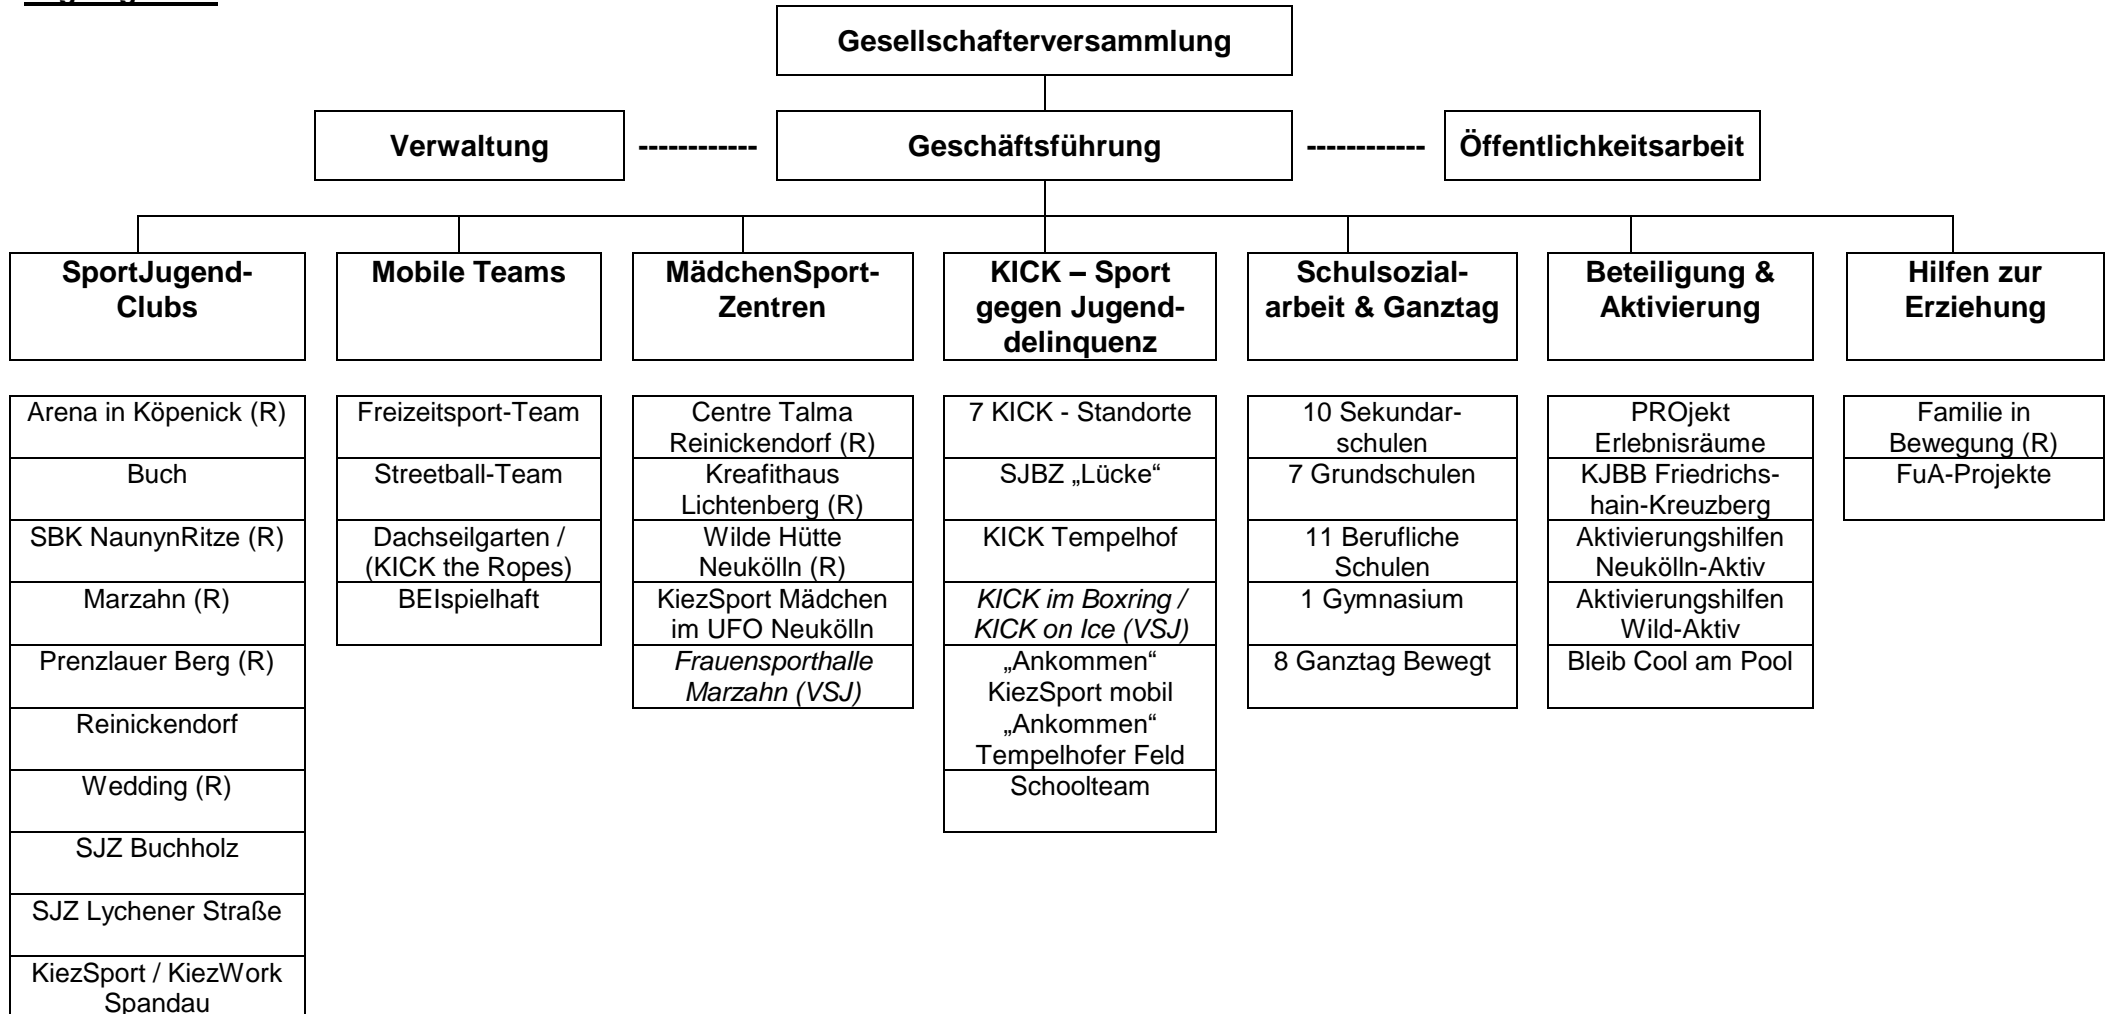 Gesellschafterversammlung
Verwaltung ------------ Geschäftsführung ------------ Öffentlichkeitsarbeit
SportJugend-
Clubs
Mobile Teams
MädchenSport-
Zentren
KICK – Sport
gegen Jugend-
delinquenz
Schulsozial-
arbeit & Ganztag
Beteiligung &
Aktivierung
Hilfen zur
Erziehung
Arena in Köpenick (R)
Buch
SBK NaunynRitze (R)
Marzahn (R)
Prenzlauer Berg (R)
Reinickendorf
Wedding (R)
SJZ Buchholz
SJZ Lychener Straße
KiezSport / KiezWork
Spandau
Freizeitsport-Team
Streetball-Team
Dachseilgarten /
(KICK the Ropes)
BEIspielhaft
Centre Talma
Reinickendorf (R)
Kreafithaus
Lichtenberg (R)
Wilde Hütte
Neukölln (R)
KiezSport Mädchen
im UFO Neukölln
Frauensporthalle
Marzahn (VSJ)
7 KICK - Standorte
SJBZ „Lücke“
KICK Tempelhof
KICK im Boxring /
KICK on Ice (VSJ)
„Ankommen“
KiezSport mobil
„Ankommen“
Tempelhofer Feld
Schoolteam
10 Sekundar-
schulen
7 Grundschulen
11 Berufliche
Schulen
1 Gymnasium
8 Ganztag Bewegt
PROjekt
Erlebnisräume
KJBB Friedrichs-
hain-Kreuzberg
Aktivierungshilfen
Neukölln-Aktiv
Aktivierungshilfen
Wild-Aktiv
Bleib Cool am Pool
Familie in
Bewegung (R)
FuA-Projekte